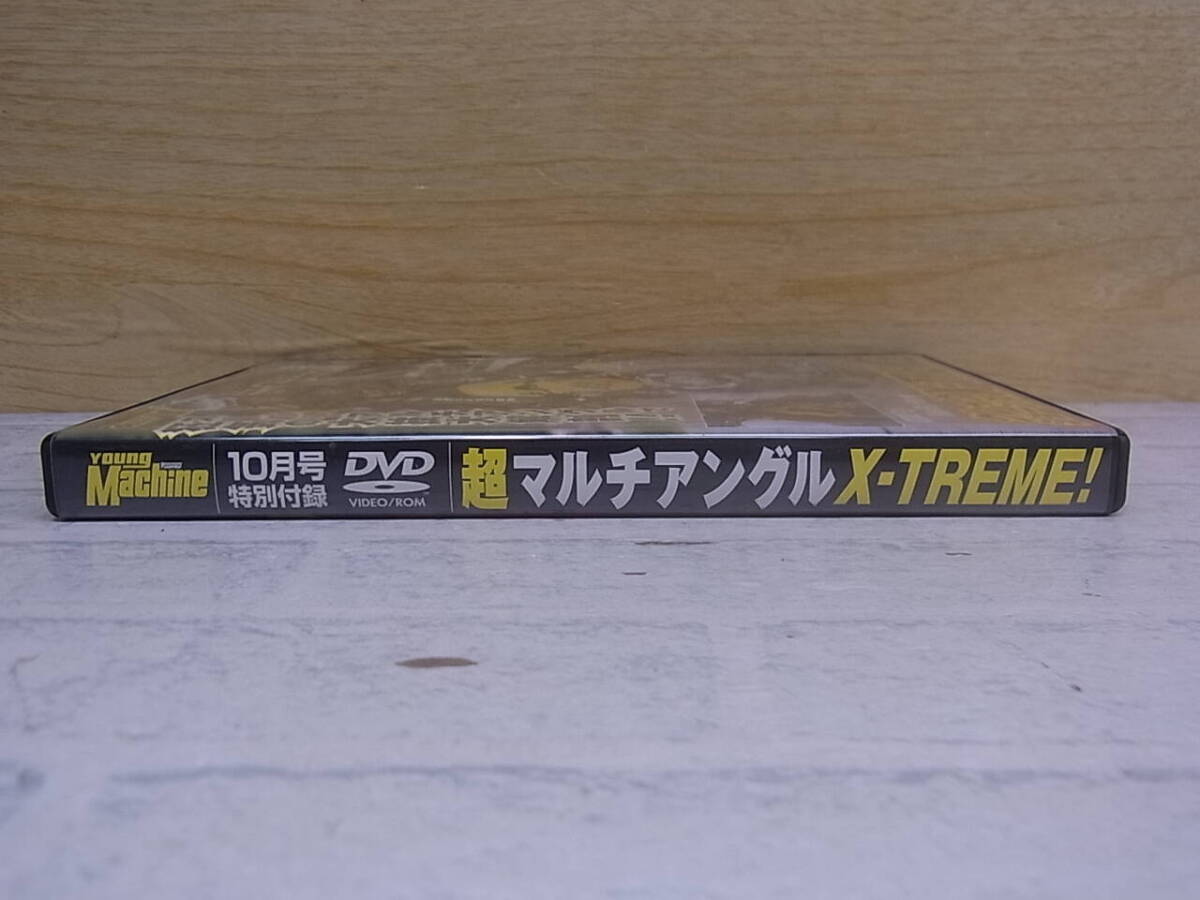 Young Machine
10月号
特別付録
DVD
VIDEO/ROM
超マルチアングル X-TREME!